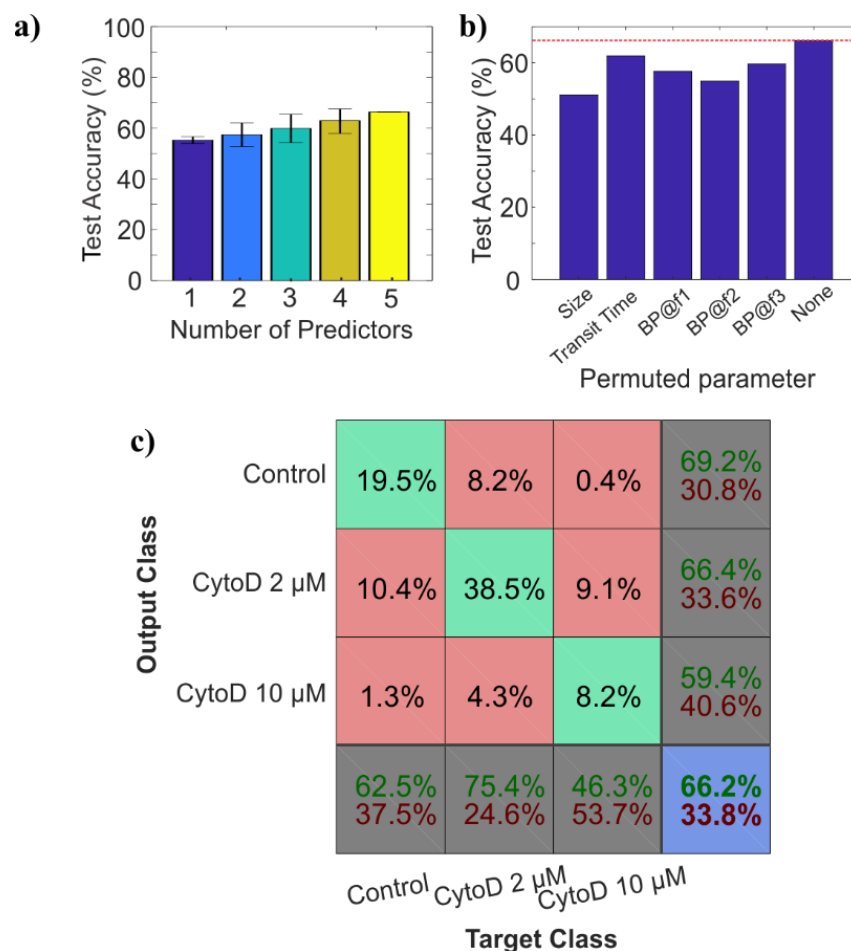 a)
Test Accuracy (%)
100
80
60
40
20
0
1 2 3 4 5
Number of Predictors
b)
Test Accuracy (%)
60
40
20
0
Size
Transit Time
BP@f1
BP@f2
BP@f3
None
Permuted parameter
c)
Output Class
Control
19.5% 8.2% 0.4% 69.2%
30.8%
CytoD 2 µM
10.4% 38.5% 9.1% 66.4%
33.6%
CytoD 10 µM
1.3% 4.3% 8.2% 59.4%
40.6%
62.5% 75.4% 46.3% 66.2%
37.5% 24.6% 53.7% 33.8%
Control CytoD 2 µM CytoD 10 µM
Target Class